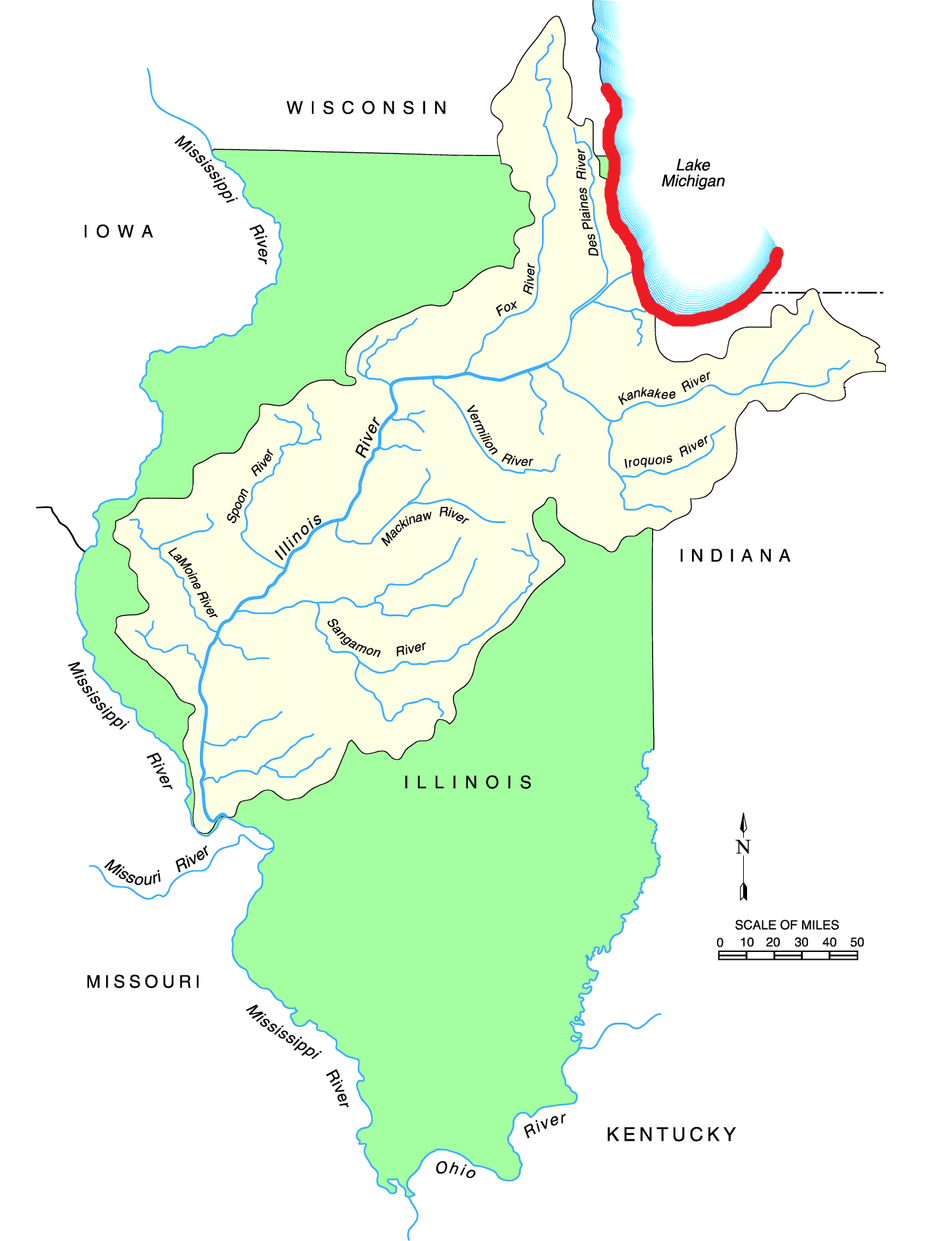 WISCONSIN
Lake
Michigan
Mississippi
River
IOWA
Des Plaines River
Fox
River
Kankakee River
Vermilion River
Iroquois River
Spoon
River
Illinois
River
Mackinaw River
LaMoine River
INDIANA
Sangamon River
Mississippi
River
ILLINOIS
Missouri River
N
SCALE OF MILES
0 10 20 30 40 50
MISSOURI
Mississippi
River
Ohio
River
KENTUCKY